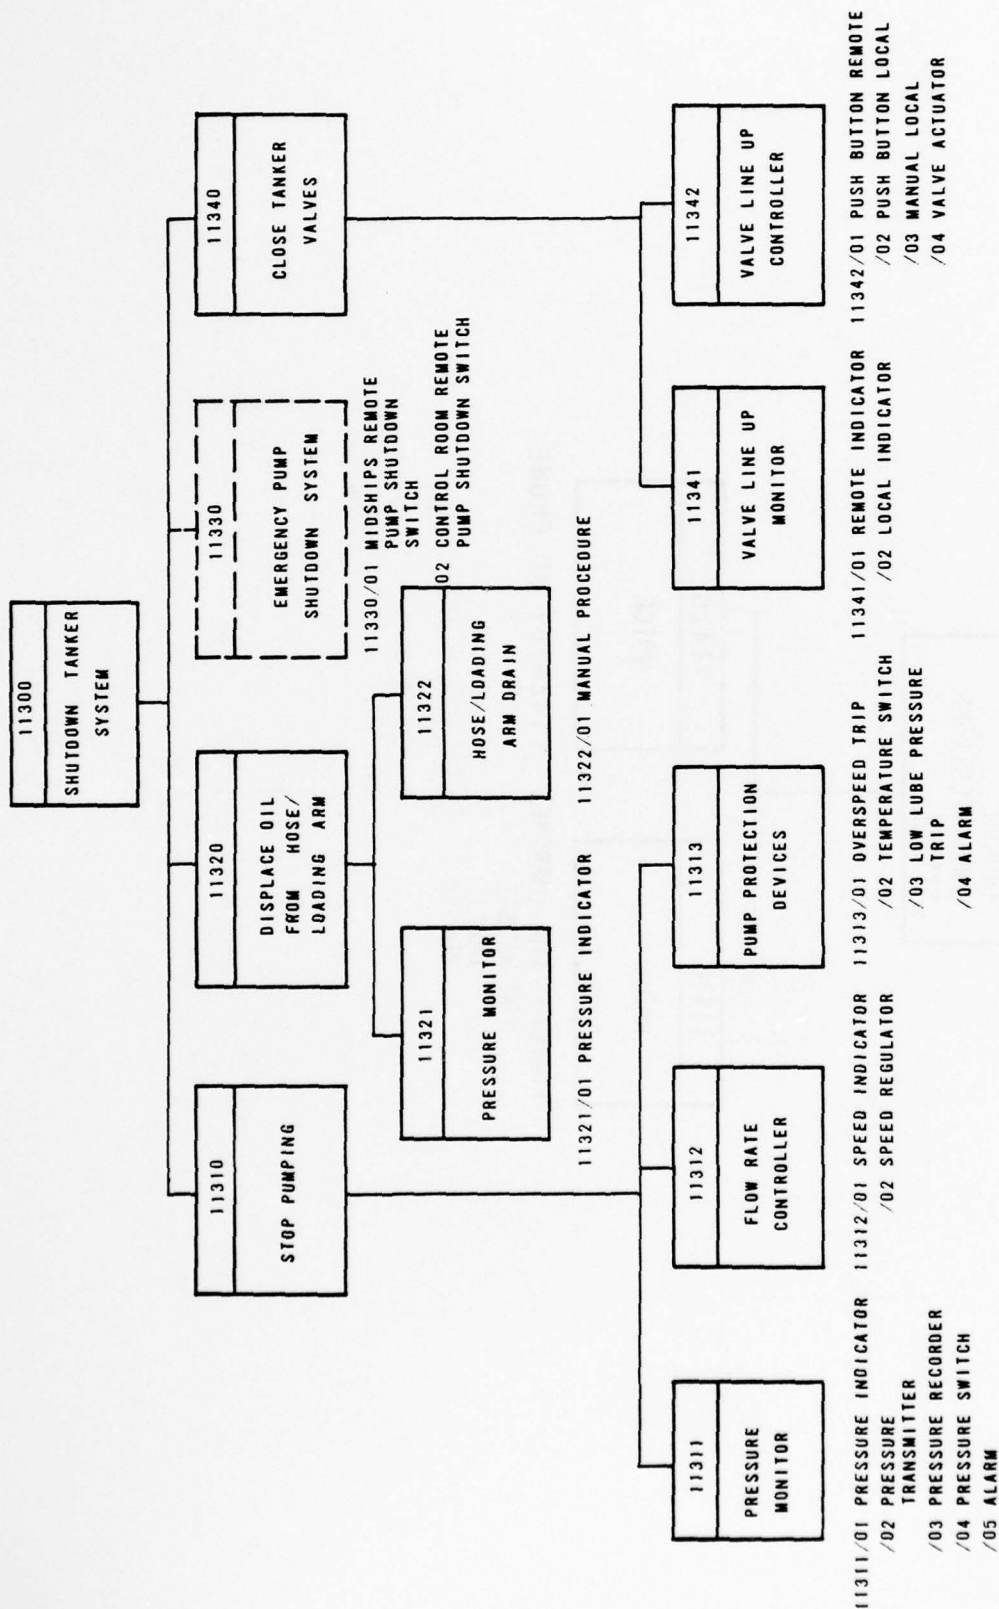 11300
SHUTDOWN TANKER
SYSTEM
11310
STOP PUMPING
11320
DISPLACE OIL
FROM HOSE/
LOADING ARM
11330
EMERGENCY PUMP
SHUTDOWN SYSTEM
11340
CLOSE TANKER
VALVES
11330/01 MIDSHIPS REMOTE
PUMP SHUTDOWN
SWITCH
02 CONTROL ROOM REMOTE
PUMP SHUTDOWN SWITCH
11321
PRESSURE MONITOR
11322
HOSE/LOADING
ARM DRAIN
11321/01 PRESSURE INDICATOR
11322/01 MANUAL PROCEDURE
11311
PRESSURE
MONITOR
11312
FLOW RATE
CONTROLLER
11313
PUMP PROTECTION
DEVICES
11341
VALVE LINE UP
MONITOR
11342
VALVE LINE UP
CONTROLLER
11311/01 PRESSURE INDICATOR
/02 PRESSURE
TRANSMITTER
/03 PRESSURE RECORDER
/04 PRESSURE SWITCH
/05 ALARM
11312/01 SPEED INDICATOR
/02 SPEED REGULATOR
11313/01 OVERSPEED TRIP
/02 TEMPERATURE SWITCH
/03 LOW LUBE PRESSURE
TRIP
/04 ALARM
11341/01 REMOTE INDICATOR
/02 LOCAL INDICATOR
11342/01 PUSH BUTTON REMOTE
/02 PUSH BUTTON LOCAL
/03 MANUAL LOCAL
/04 VALVE ACTUATOR